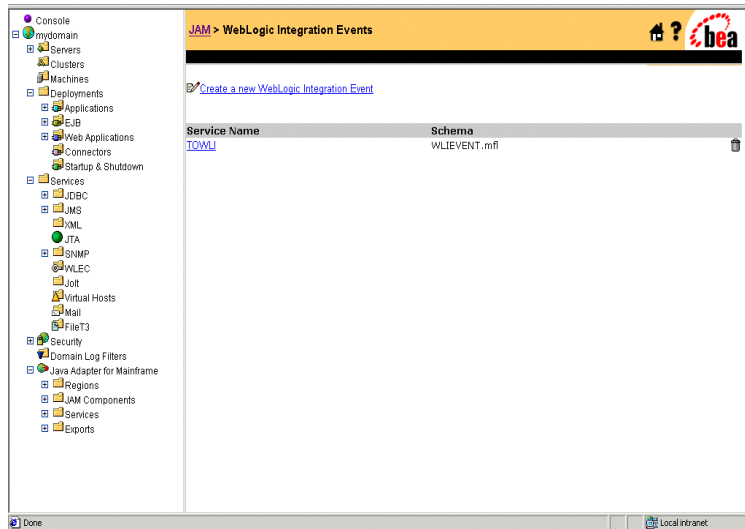 Console
mydomain
Servers
Clusters
Machines
Deployments
Applications
EJB
Web Applications
Connectors
Startup & Shutdown
Services
JDBC
JMS
XML
JTA
SNMP
WLEC
Jolt
Virtual Hosts
Mail
FileT3
Security
Domain Log Filters
Java Adapter for Mainframe
Regions
JAM Components
Services
Exports
JAM > WebLogic Integration Events
? bea
Create a new WebLogic Integration Event
Service Name Schema
TOWLI WLIEVENT.mfl
Done Local intranet